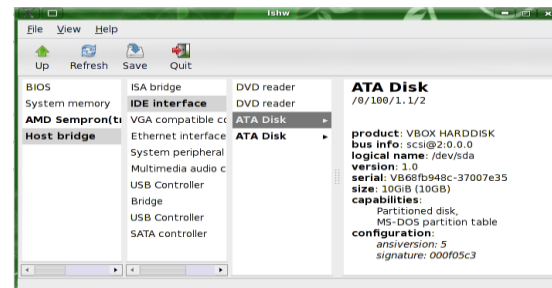 lshw
File View Help
Up Refresh Save Quit
BIOS
System memory
AMD Sempron(t
Host bridge
ISA bridge
IDE interface
VGA compatible c
Ethernet interface
System peripheral
Multimedia audio c
USB Controller
Bridge
USB Controller
SATA controller
DVD reader
DVD reader
ATA Disk
ATA Disk
ATA Disk
/0/100/1.1/2
product: VBOX HARDDISK
bus info: scsi@2:0.0.0
logical name: /dev/sda
version: 1.0
serial: VB68fb948c-37007e35
size: 10GiB (10GB)
capabilities:
Partitioned disk,
MS-DOS partition table
configuration:
ansiversion: 5
signature: 000f05c3